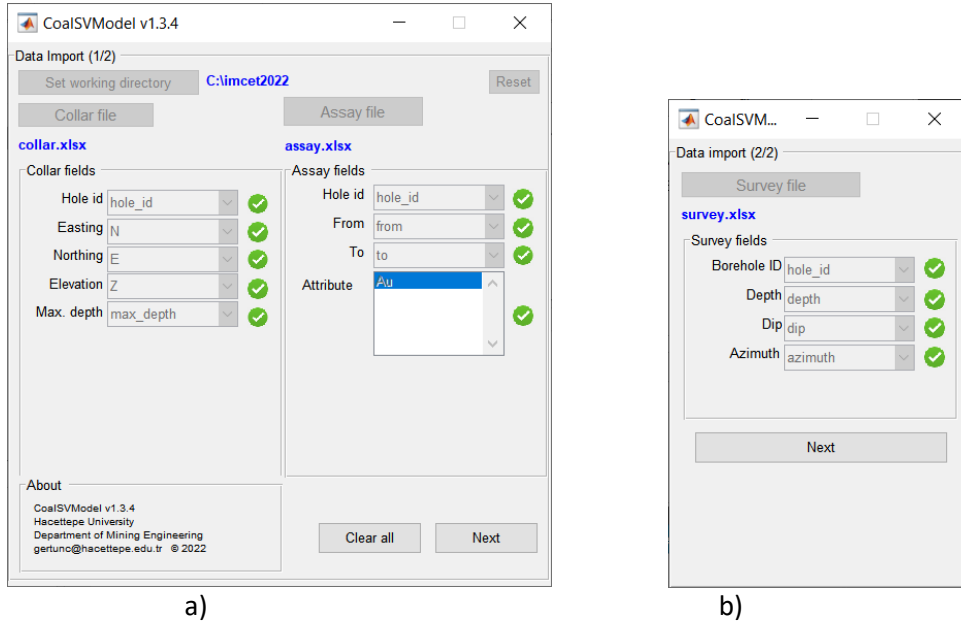 CoalSVModel v1.3.4
Data Import (1/2)
Set working directory C:\imcet2022 Reset
Collar file Assay file
collar.xlsx assay.xlsx
Collar fields
Hole id hole_id
Easting N
Northing E
Elevation Z
Max. depth max_depth
Assay fields
Hole id hole_id
From from
To to
Attribute Au
About
CoalSVModel v1.3.4
Hacettepe University
Department of Mining Engineering
gertunc@hacettepe.edu.tr © 2022
Clear all Next
a)
CoalSVM...
Data import (2/2)
Survey file
survey.xlsx
Survey fields
Borehole ID hole_id
Depth depth
Dip dip
Azimuth azimuth
Next
b)